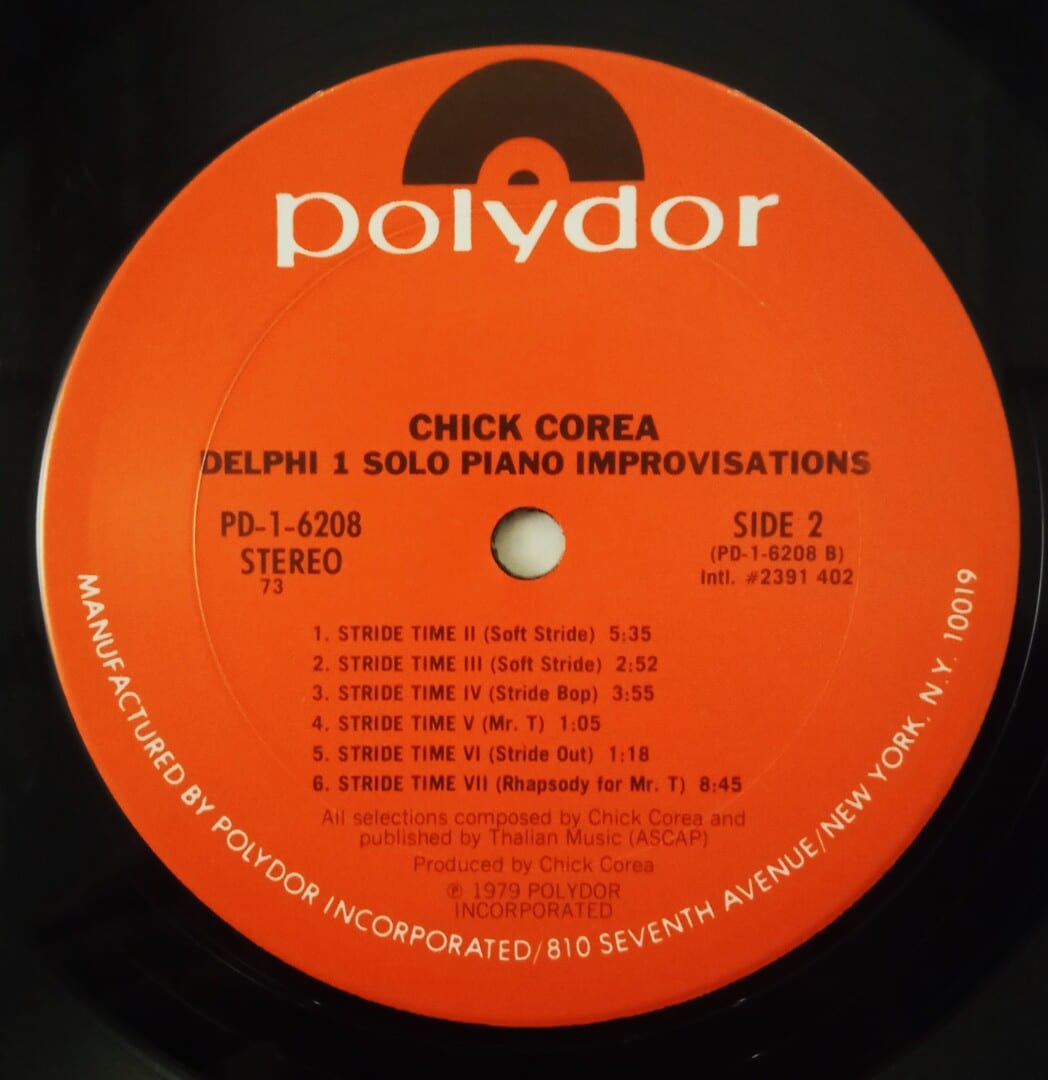 polydor
CHICK COREA
DELPHI 1 SOLO PIANO IMPROVISATIONS
PD-1-6208
STEREO
73
SIDE 2
(PD-1-6208 B)
Intl. #2391 402
1. STRIDE TIME II (Soft Stride) 5:35
2. STRIDE TIME III (Soft Stride) 2:52
3. STRIDE TIME IV (Stride Bop) 3:55
4. STRIDE TIME V (Mr. T) 1:05
5. STRIDE TIME VI (Stride Out) 1:18
6. STRIDE TIME VII (Rhapsody for Mr. T) 8:45
All selections composed by Chick Corea and
published by Thalian Music (ASCAP)
Produced by Chick Corea
℗ 1979 POLYDOR
INCORPORATED
MANUFACTURED BY POLYDOR INCORPORATED/810 SEVENTH AVENUE/NEW YORK, N.Y. 10019